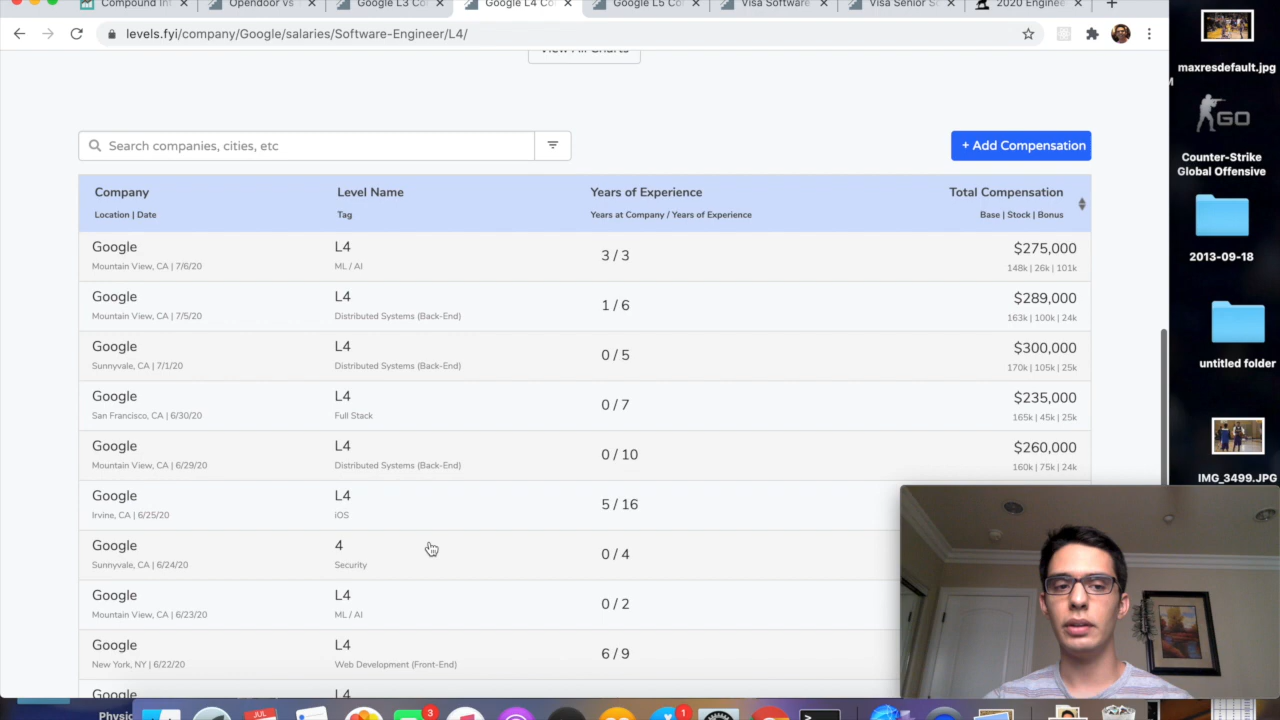 Compound Int
Opendoor vs
Google L3 Co
Google L4 Co
Google L5 Co
Visa Software
Visa Senior S
2020 Enginee
levels.fyi/company/Google/salaries/Software-Engineer/L4/
View All Charts
Search companies, cities, etc
+ Add Compensation
Company Level Name Years of Experience Total Compensation
Location | Date Tag Years at Company / Years of Experience Base | Stock | Bonus
Google L4 3 / 3 $275,000
Mountain View, CA | 7/6/20 ML / AI 148k | 26k | 101k
Google L4 1 / 6 $289,000
Mountain View, CA | 7/5/20 Distributed Systems (Back-End) 163k | 100k | 24k
Google L4 0 / 5 $300,000
Sunnyvale, CA | 7/1/20 Distributed Systems (Back-End) 170k | 105k | 25k
Google L4 0 / 7 $235,000
San Francisco, CA | 6/30/20 Full Stack 165k | 45k | 25k
Google L4 0 / 10 $260,000
Mountain View, CA | 6/29/20 Distributed Systems (Back-End) 160k | 75k | 24k
Google L4 5 / 16
Irvine, CA | 6/25/20 iOS
Google 4 0 / 4
Sunnyvale, CA | 6/24/20 Security
Google L4 0 / 2
Mountain View, CA | 6/23/20 ML / AI
Google L4 6 / 9
New York, NY | 6/22/20 Web Development (Front-End)
Google L4
maxresdefault.jpg
M
GO
Counter-Strike
Global Offensive
2013-09-18
untitled folder
IMG_3499.JPG
Physic
JUL
3
1